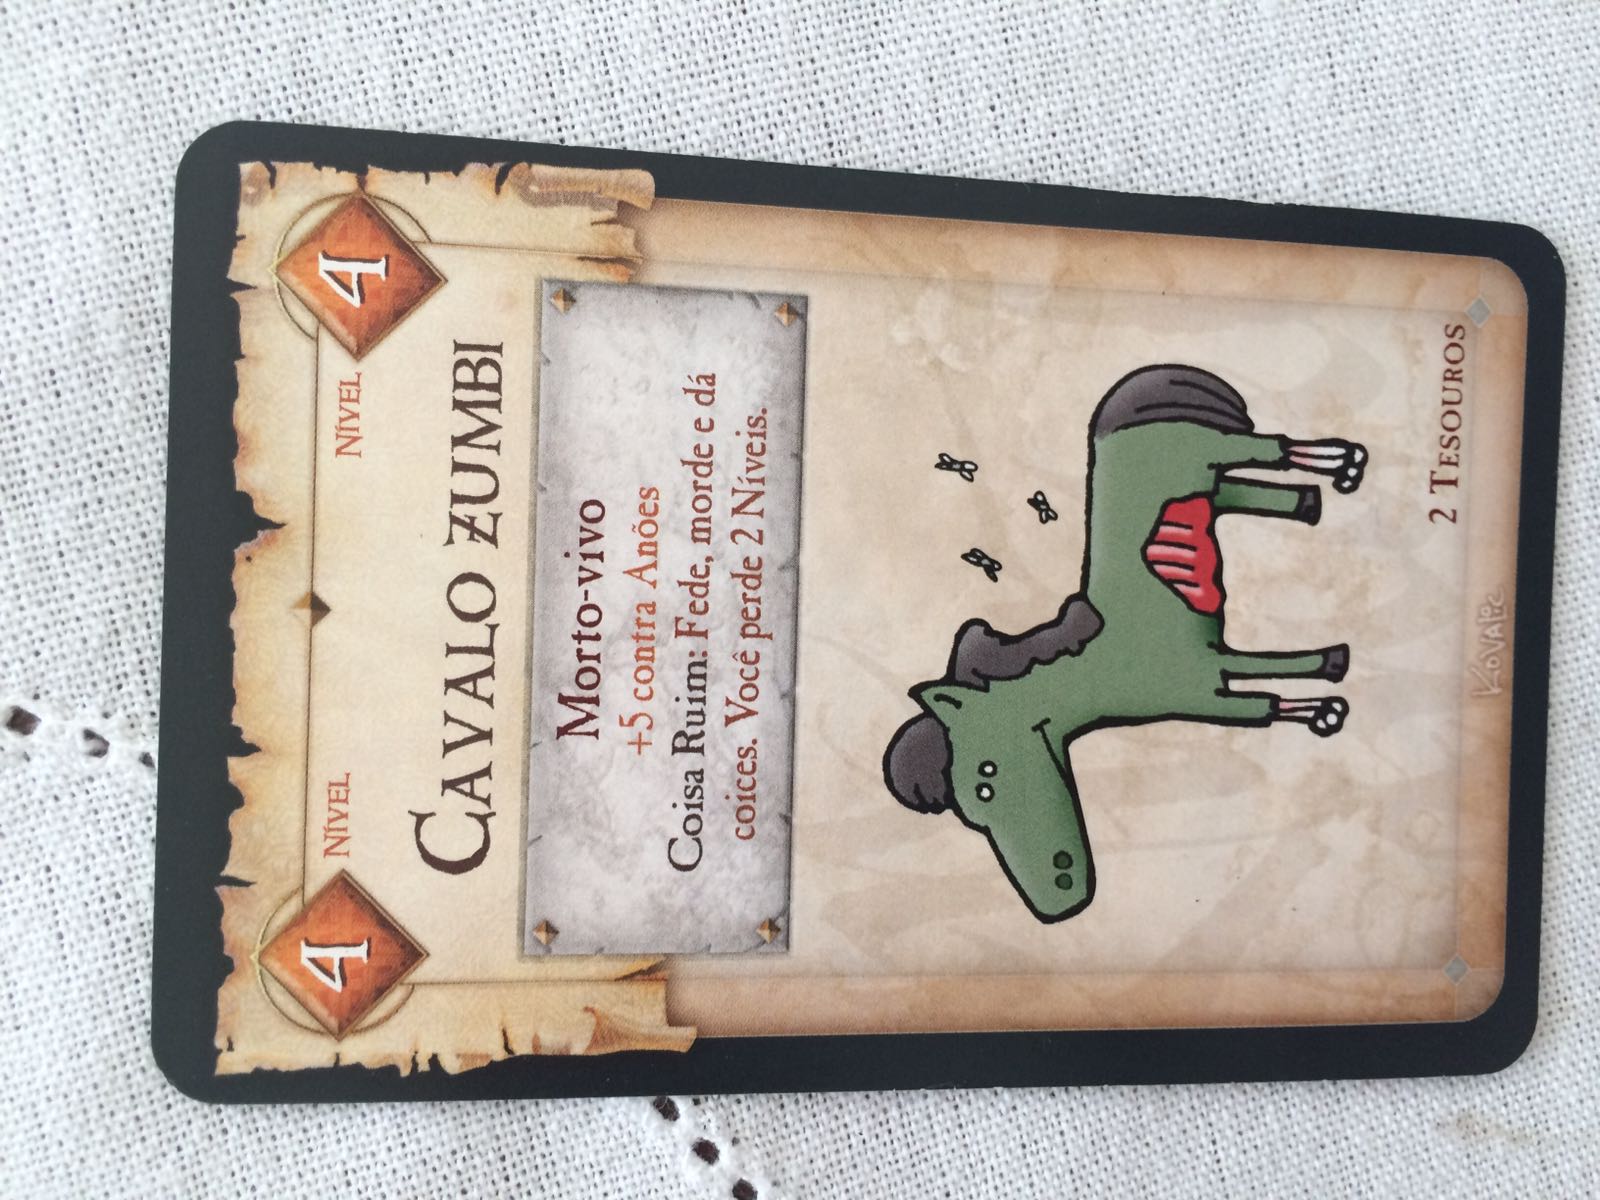 4 Nível Nível 4
Cavalo zumbi
Morto-vivo
+5 contra Anões
Coisa Ruim: Fede, morde e dá
coices. Você perde 2 Níveis.
2 Tesouros
Kovalic